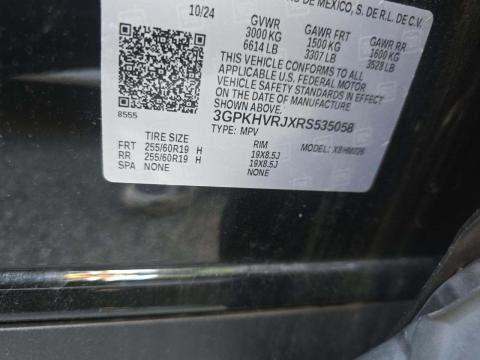 DE MEXICO, S. DE R.L. DE C.V.
10/24 GVWR GAWR FRT GAWR RR
3000 KG 1500 KG 1600 KG
6614 LB 3307 LB 3528 LB
THIS VEHICLE CONFORMS TO ALL
APPLICABLE U.S. FEDERAL MOTOR
VEHICLE SAFETY STANDARDS IN EFFECT
ON THE DATE OF MANUFACTURE
SHOWN ABOVE.
3GPKHVRJXRS535058
8555 TYPE: MPV
TIRE SIZE RIM MODEL:
FRT 255/60R19 H 19X8.5J
RR 255/60R19 H 19X8.5J
SPA NONE NONE